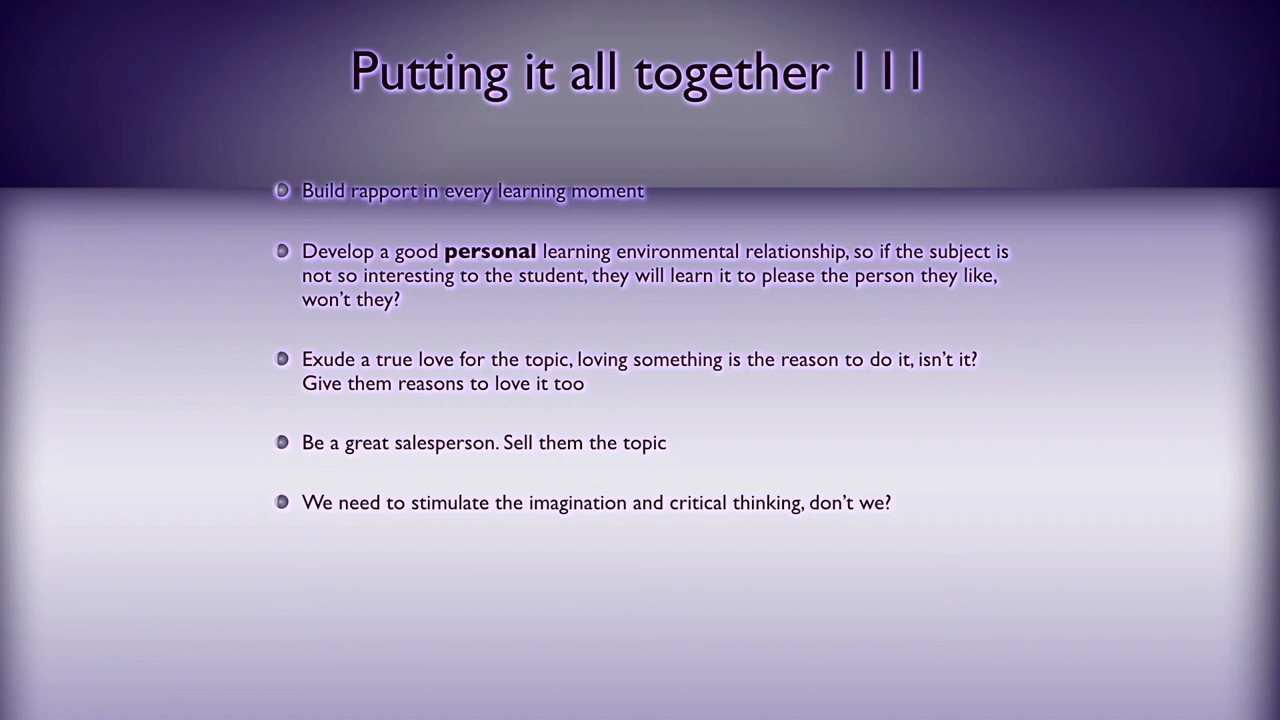 Putting it all together 111
Build rapport in every learning moment
Develop a good personal learning environmental relationship, so if the subject is
not so interesting to the student, they will learn it to please the person they like,
won’t they?
Exude a true love for the topic, loving something is the reason to do it, isn’t it?
Give them reasons to love it too
Be a great salesperson. Sell them the topic
We need to stimulate the imagination and critical thinking, don’t we?